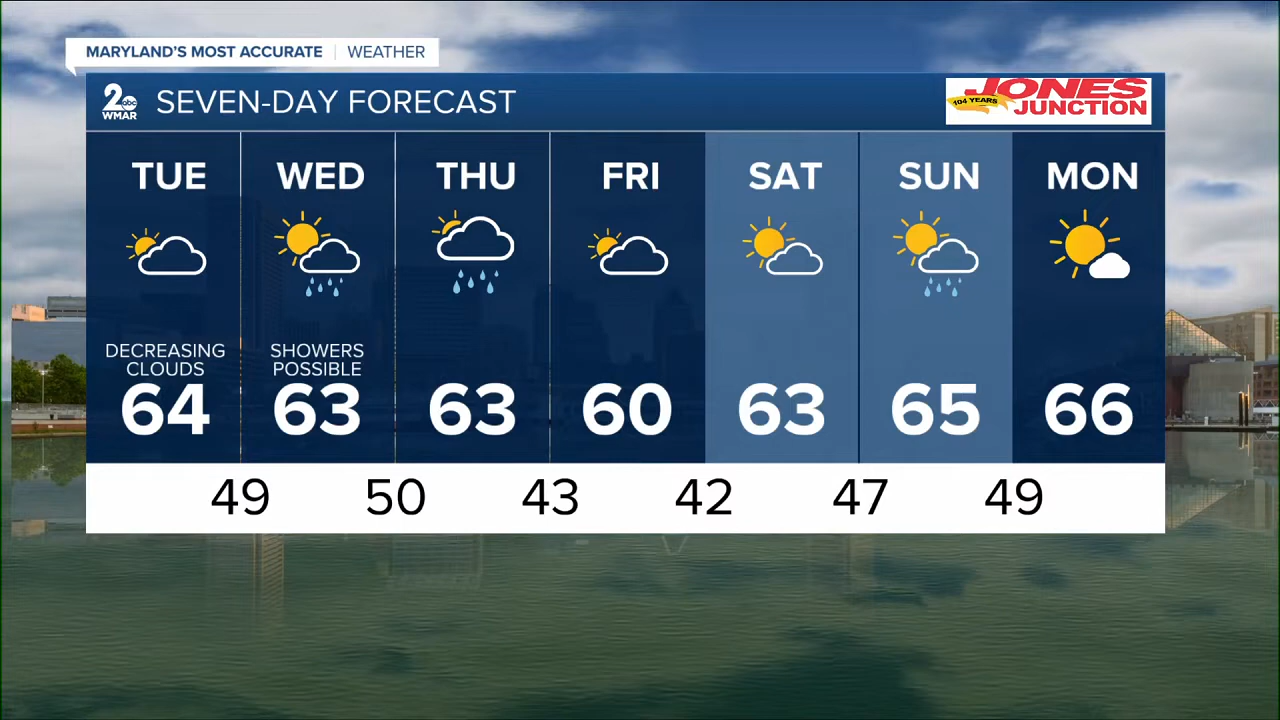 MARYLAND'S MOST ACCURATE | WEATHER
2 abc
WMAR
SEVEN-DAY FORECAST
JONES
104 YEARS
JUNCTION
TUE WED THU FRI SAT SUN MON
DECREASING CLOUDS
SHOWERS POSSIBLE
64 63 63 60 63 65 66
49 50 43 42 47 49